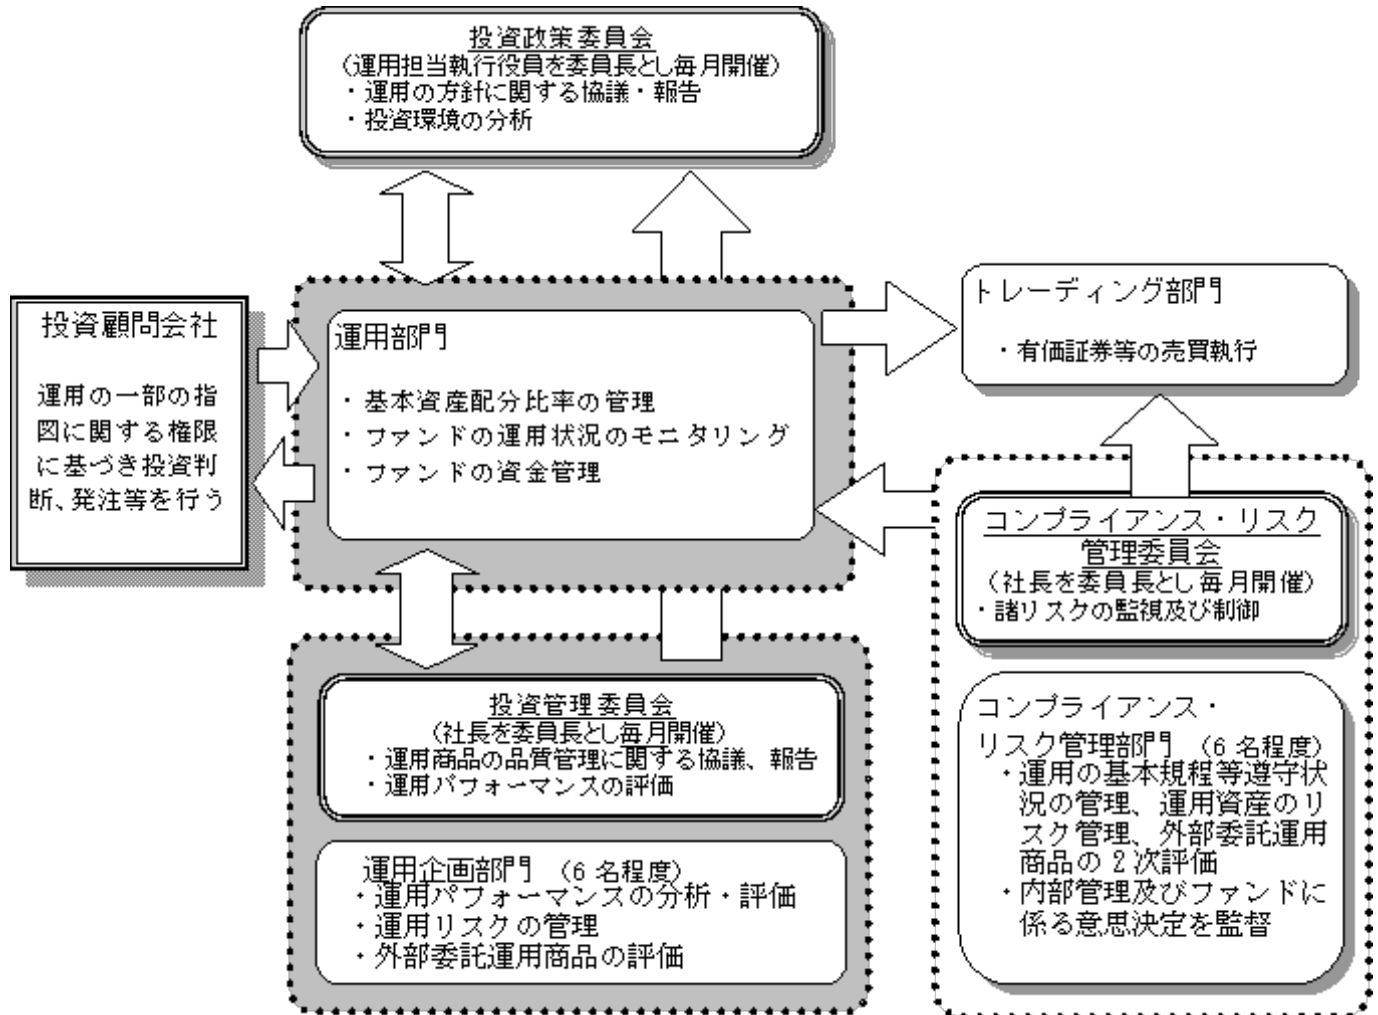 投資政策委員会
(運用担当執行役員を委員長とし毎月開催)
・運用の方針に関する協議・報告
・投資環境の分析
投資顧問会社
運用の一部の指
図に関する権限
に基づき投資判
断、発注等を行う
運用部門
・基本資産配分比率の管理
・ファンドの運用状況のモニタリング
・ファンドの資金管理
トレーディング部門
・有価証券等の売買執行
コンプライアンス・リスク
管理委員会
(社長を委員長とし毎月開催)
・諸リスクの監視及び制御
コンプライアンス・
リスク管理部門 (6名程度)
・運用の基本規程等遵守状
況の管理、運用資産のリ
スク管理、外部委託運用
商品の2次評価
・内部管理及びファンドに
係る意思決定を監督
投資管理委員会
(社長を委員長とし毎月開催)
・運用商品の品質管理に関する協議、報告
・運用パフォーマンスの評価
運用企画部門 (6名程度)
・運用パフォーマンスの分析・評価
・運用リスクの管理
・外部委託運用商品の評価